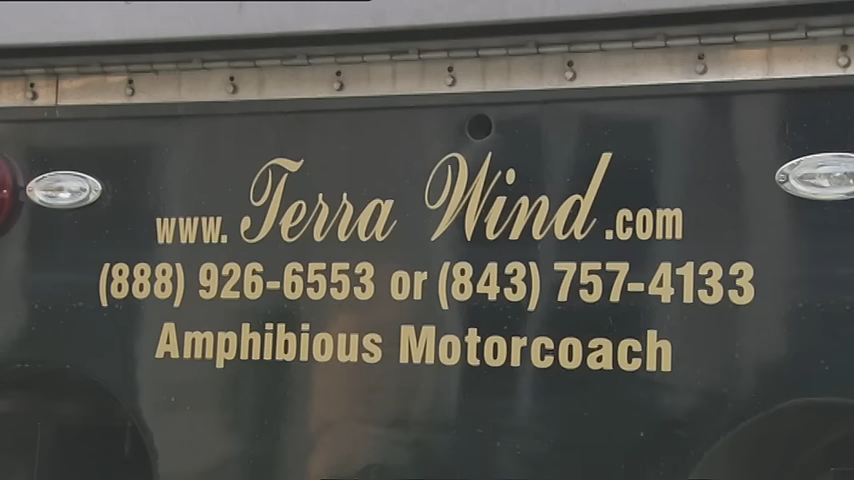 www. Terra Wind .com
(888) 926-6553 or (843) 757-4133
Amphibious Motorcoach